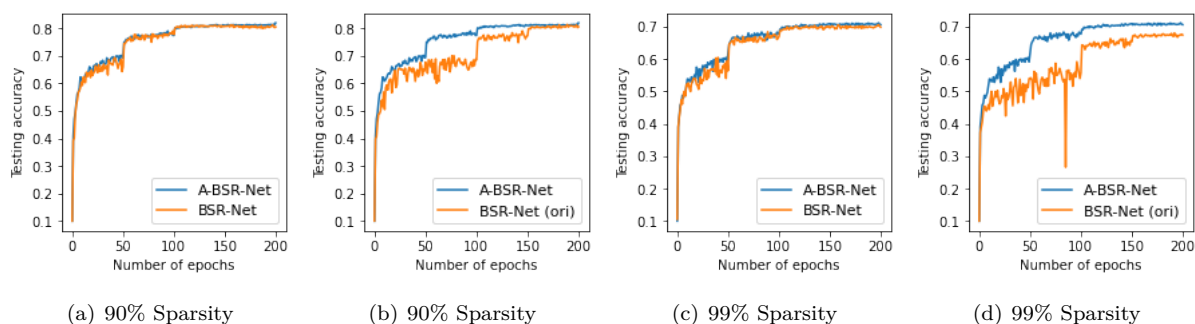 Testing accuracy
0.8
0.7
0.6
0.5
0.4
0.3
0.2
0.1
A-BSR-Net
BSR-Net
0 50 100 150 200
Number of epochs
(a) 90% Sparsity
Testing accuracy
0.8
0.7
0.6
0.5
0.4
0.3
0.2
0.1
A-BSR-Net
BSR-Net (ori)
0 50 100 150 200
Number of epochs
(b) 90% Sparsity
Testing accuracy
0.7
0.6
0.5
0.4
0.3
0.2
0.1
A-BSR-Net
BSR-Net
0 50 100 150 200
Number of epochs
(c) 99% Sparsity
Testing accuracy
0.7
0.6
0.5
0.4
0.3
0.2
0.1
A-BSR-Net
BSR-Net (ori)
0 50 100 150 200
Number of epochs
(d) 99% Sparsity